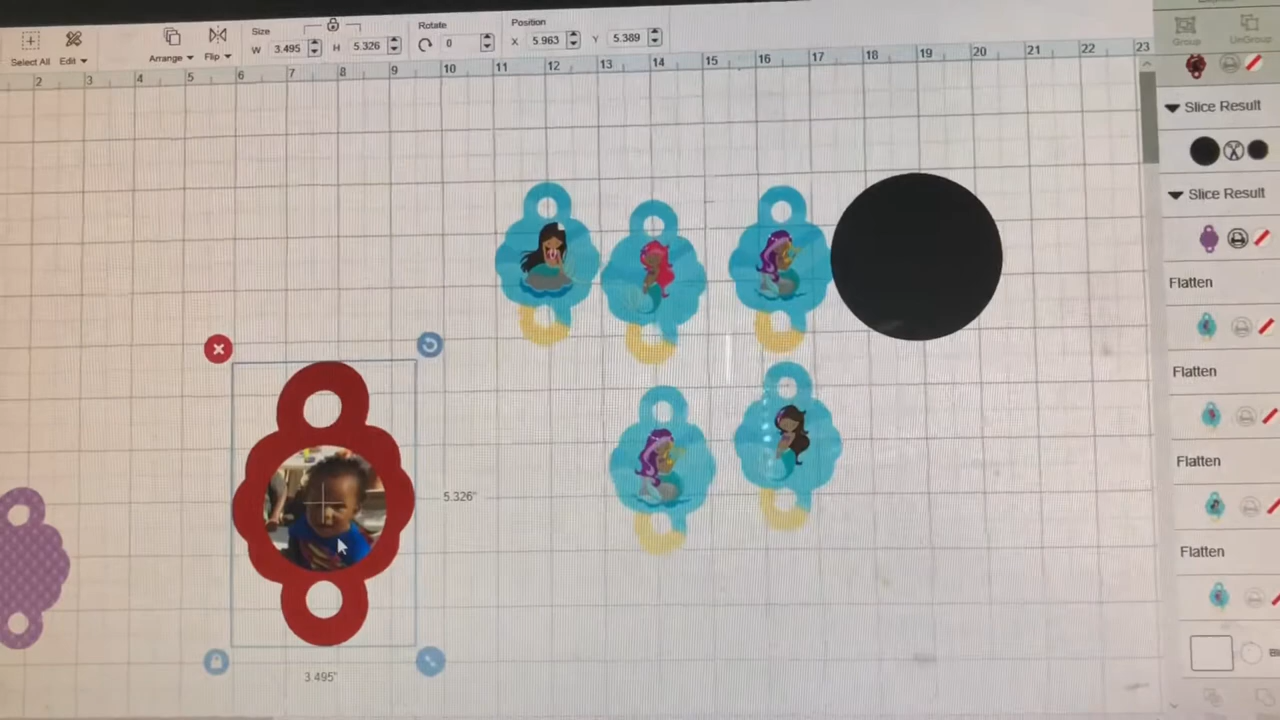 Size
Rotate
Position
W 3.495 H 5.326
0
X 5.963 Y 5.389
Select All Edit Arrange Flip
Group UnGroup
2 3 4 5 6 7 8 9 10 11 12 13 14 15 16 17 18 19 20 21 22 23
Slice Result
Slice Result
Flatten
Flatten
Flatten
Flatten
5.326"
3.495"